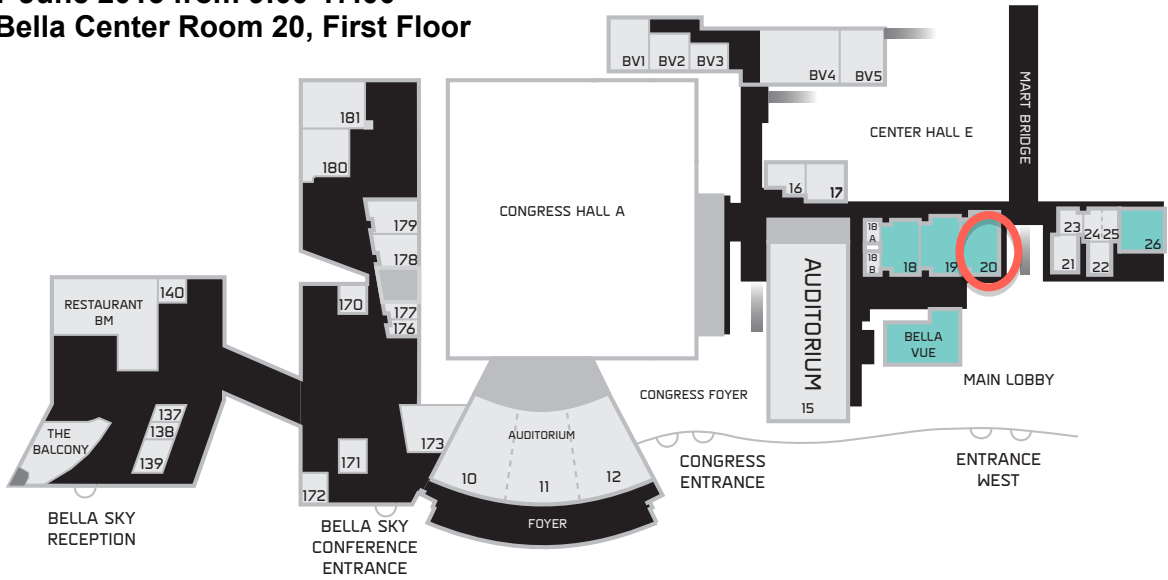 Bella Center Room 20, First Floor
BV1
BV2
BV3
BV4
BV5
MART BRIDGE
181
180
CENTER HALL E
16
17
CONGRESS HALL A
179
178
177
176
18 A
18 B
18
19
20
23
24
25
26
21
22
AUDITORIUM
15
140
RESTAURANT
BM
170
BELLA
VUE
MAIN LOBBY
CONGRESS FOYER
137
138
139
THE
BALCONY
171
172
173
AUDITORIUM
10
11
12
FOYER
CONGRESS
ENTRANCE
ENTRANCE
WEST
BELLA SKY
RECEPTION
BELLA SKY
CONFERENCE
ENTRANCE